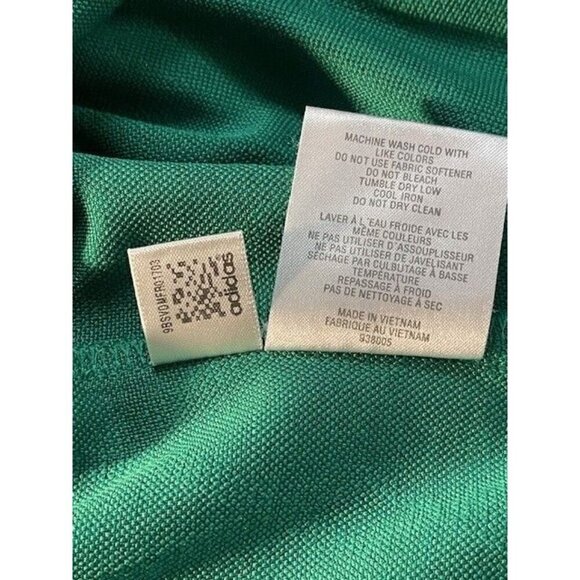 MACHINE WASH COLD WITH
LIKE COLORS
DO NOT USE FABRIC SOFTENER
DO NOT BLEACH
TUMBLE DRY LOW
COOL IRON
DO NOT DRY CLEAN
LAVER À L'EAU FROIDE AVEC LES
MÊME COULEURS
NE PAS UTILISER D'ASSOUPLISSEUR
NE PAS UTILISER DE JAVELISANT
SÉCHAGE PAR CULBUTAGE À BASSE
TEMPÉRATURE
REPASSAGE À FROID
PAS DE NETTOYAGE À SEC
MADE IN VIETNAM
FABRIQUE AU VIETNAM
G38005
adidas